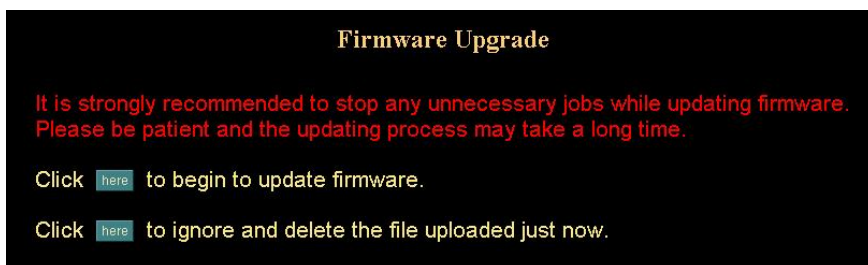 Firmware Upgrade
It is strongly recommended to stop any unnecessary jobs while updating firmware.
Please be patient and the updating process may take a long time.
Click here to begin to update firmware.
Click here to ignore and delete the file uploaded just now.